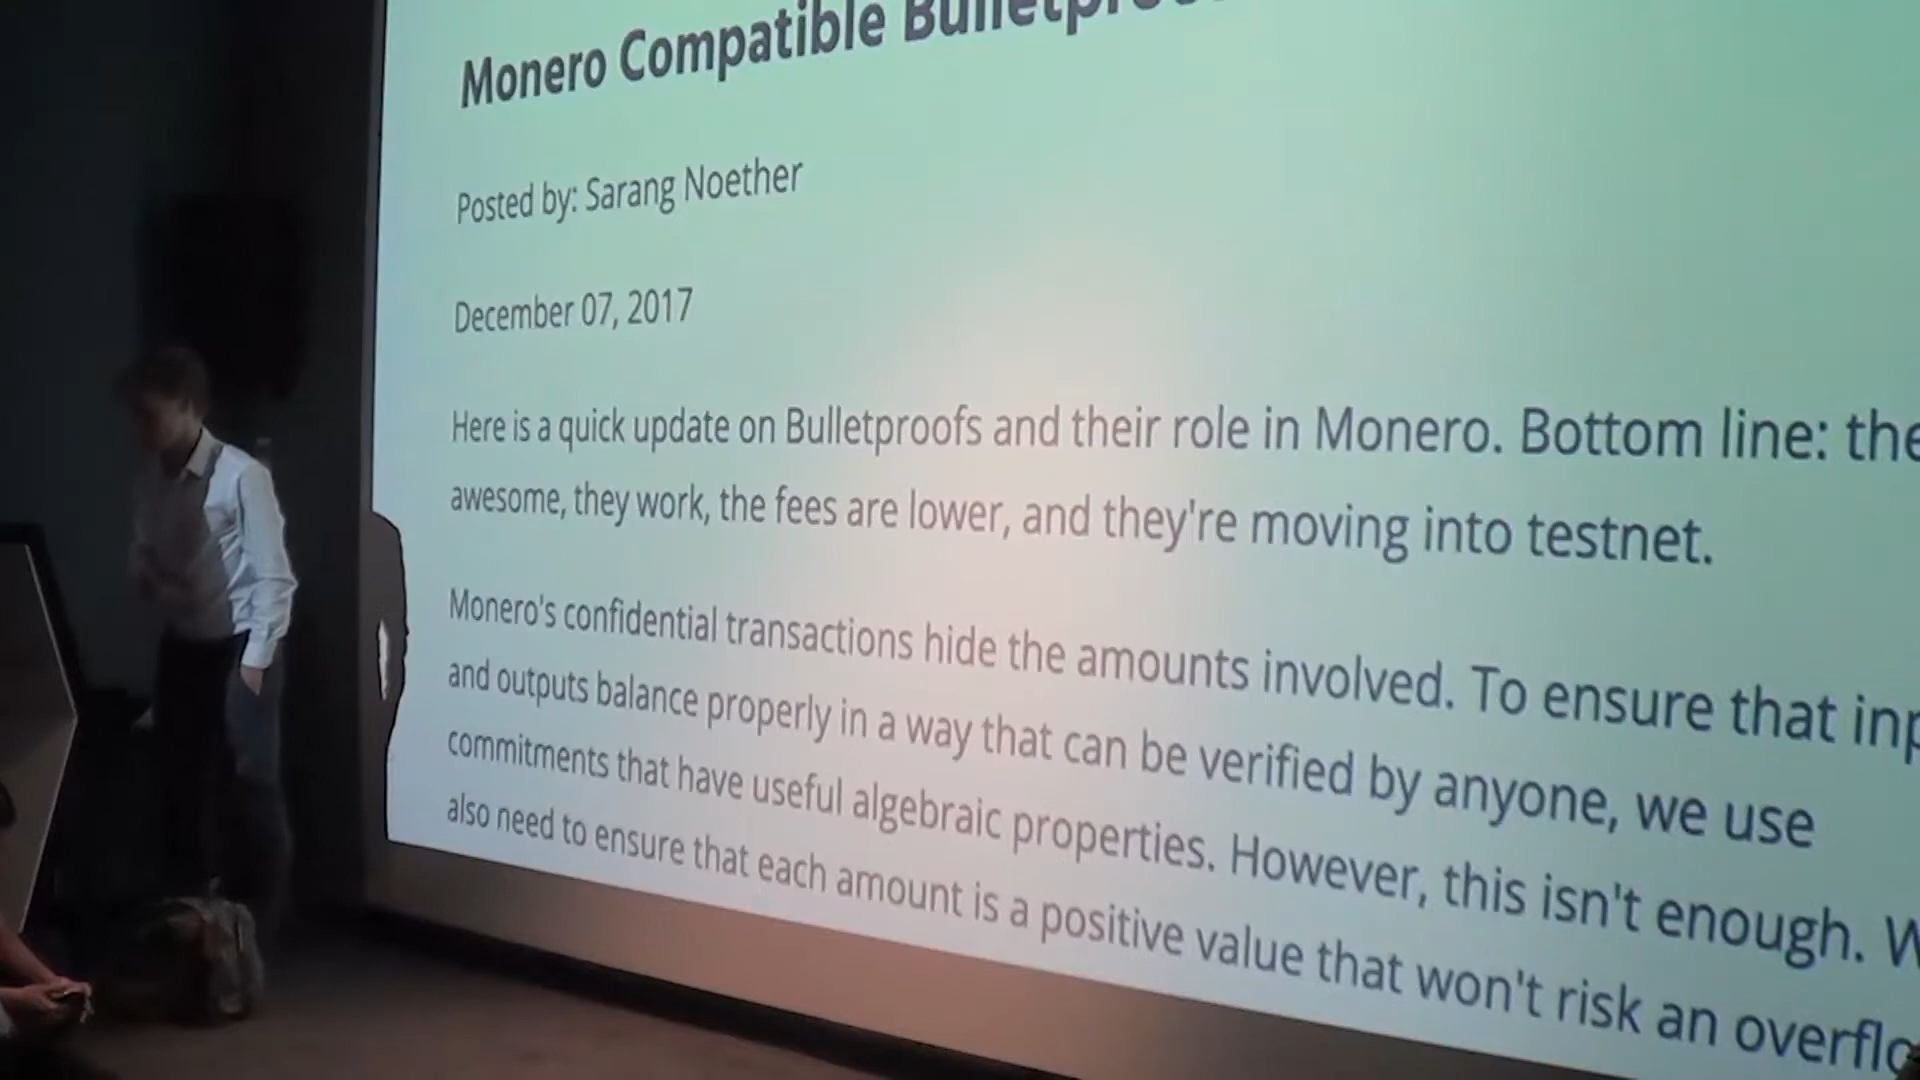 Monero Compatible
Posted by: Sarang Noether
December 07, 2017
Here is a quick update on Bulletproofs and their role in Monero. Bottom line: the
awesome, they work, the fees are lower, and they're moving into testnet.
Monero's confidential transactions hide the amounts involved. To ensure that
and outputs balance properly in a way that can be verified by anyone, we use
commitments that have useful algebraic properties. However, this isn't enough.
also need to ensure that each amount is a positive value that won't risk an